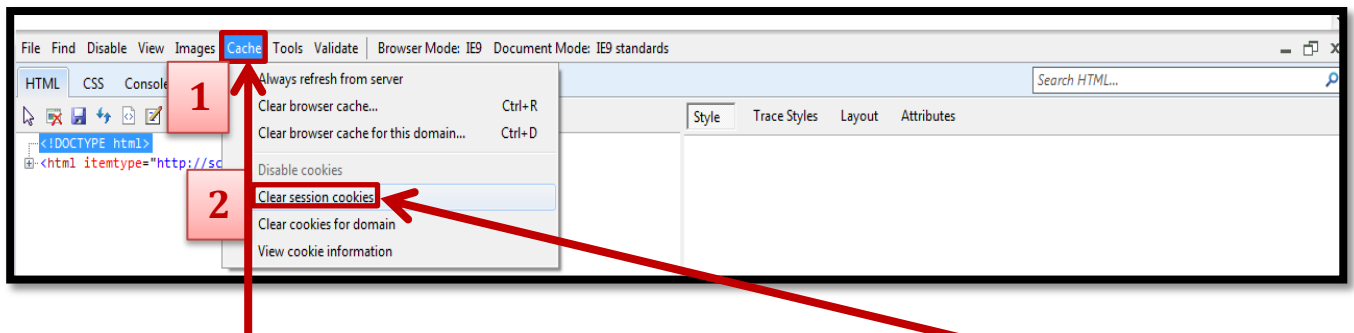 File Find Disable View Images Cache Tools Validate Browser Mode: IE9 Document Mode: IE9 standards
HTML CSS Console
Search HTML...
1
Always refresh from server
Clear browser cache... Ctrl+R
Clear browser cache for this domain... Ctrl+D
Style Trace Styles Layout Attributes
<!DOCTYPE html>
<html itemtype="http://sc
Disable cookies
2
Clear session cookies
Clear cookies for domain
View cookie information